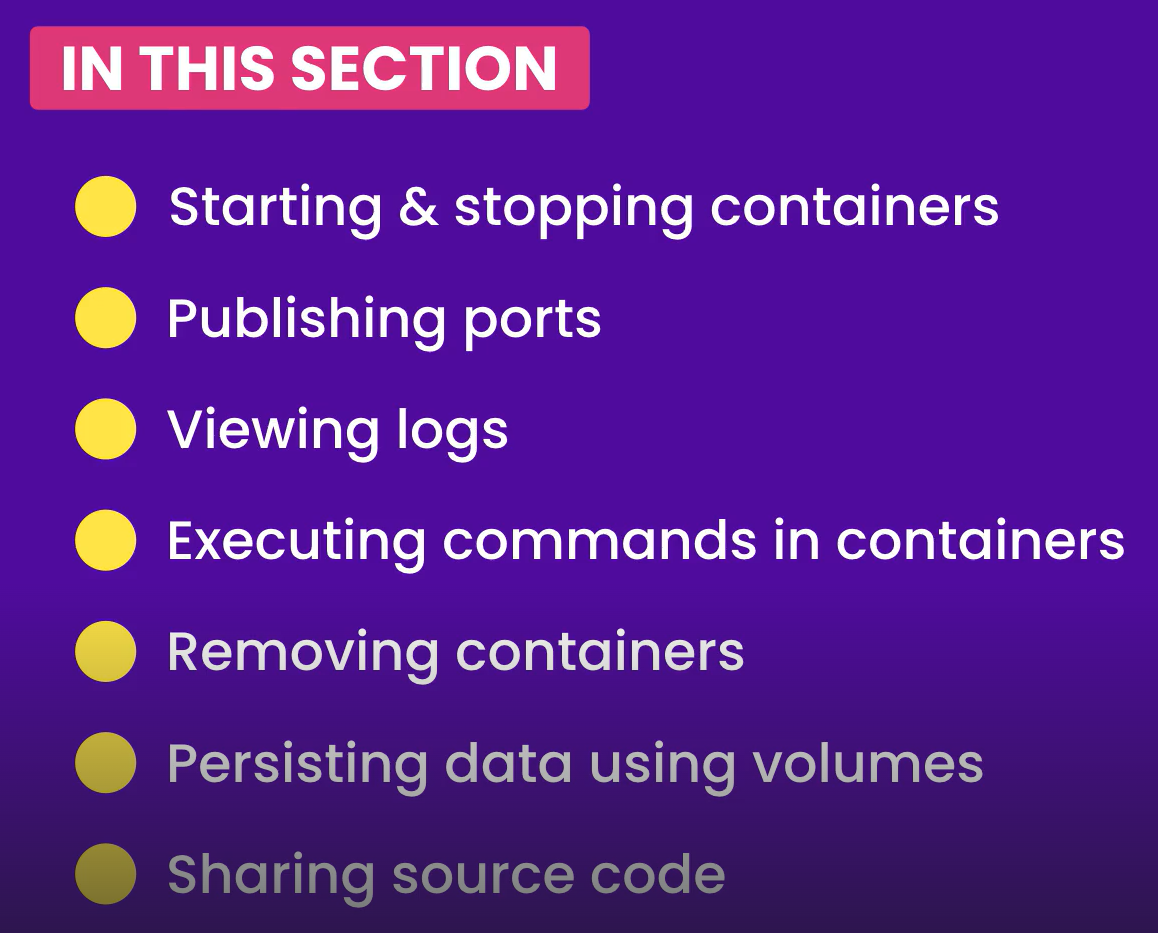 IN THIS SECTION
Starting & stopping containers
Publishing ports
Viewing logs
Executing commands in containers
Removing containers
Persisting data using volumes
Sharing source code